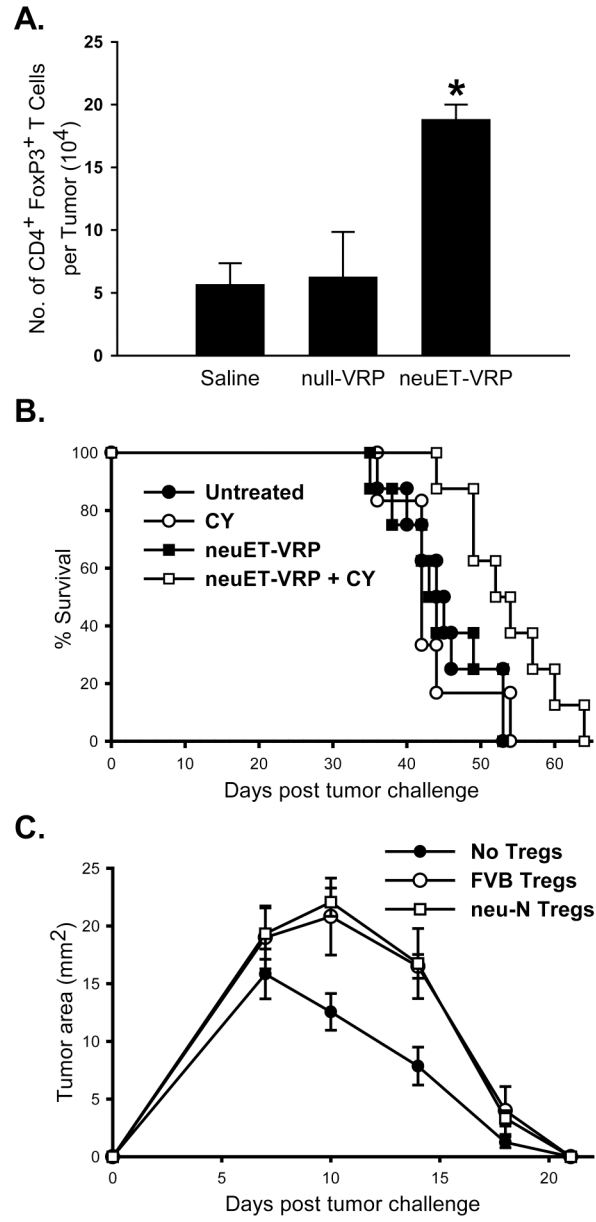 A.
No. of CD4+ FoxP3+ T Cells
per Tumor (10^4)
25
20
15
10
5
0
*
Saline null-VRP neuET-VRP
B.
% Survival
100
80
60
40
20
0
Untreated
CY
neuET-VRP
neuET-VRP + CY
0 10 20 30 40 50 60
Days post tumor challenge
C.
Tumor area (mm^2)
25
20
15
10
5
0
No Tregs
FVB Tregs
neu-N Tregs
0 5 10 15 20
Days post tumor challenge